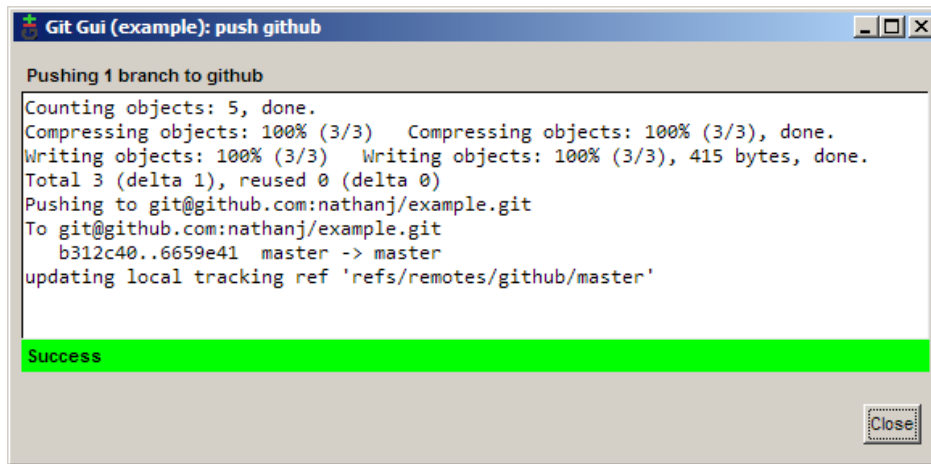 Git Gui (example): push github
Pushing 1 branch to github
Counting objects: 5, done.
Compressing objects: 100% (3/3)   Compressing objects: 100% (3/3), done.
Writing objects: 100% (3/3)   Writing objects: 100% (3/3), 415 bytes, done.
Total 3 (delta 1), reused 0 (delta 0)
Pushing to git@github.com:nathanj/example.git
To git@github.com:nathanj/example.git
   b312c40..6659e41  master -> master
updating local tracking ref 'refs/remotes/github/master'
Success
Close